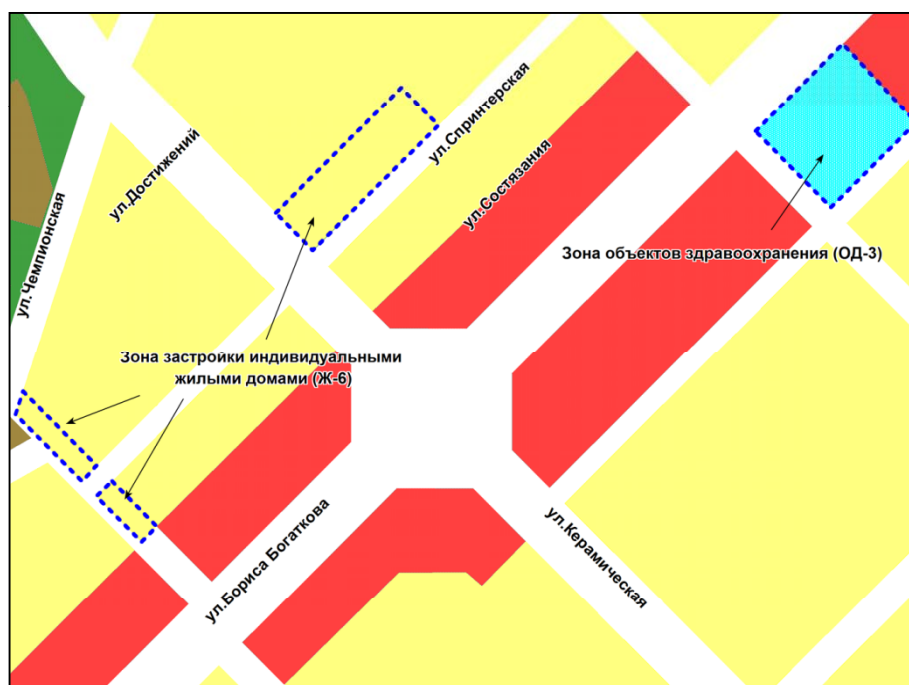 ул.Спринтерская
ул.Достижений
ул.Состязания
ул.Чемпионская
Зона объектов здравоохранения (ОД-3)
Зона застройки индивидуальными
жилыми домами (Ж-6)
ул.Бориса Богаткова
ул.Керамическая